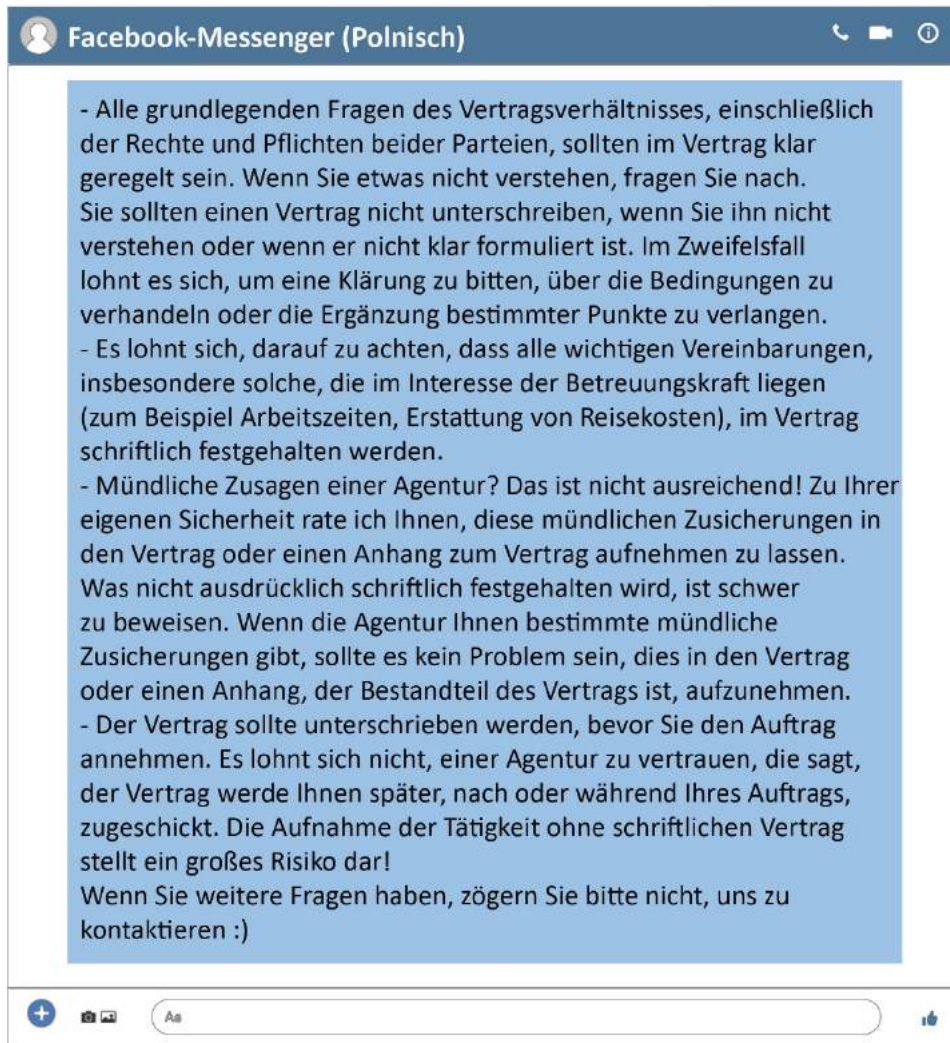 Facebook-Messenger (Polnisch)
- Alle grundlegenden Fragen des Vertragsverhältnisses, einschließlich
der Rechte und Pflichten beider Parteien, sollten im Vertrag klar
geregelt sein. Wenn Sie etwas nicht verstehen, fragen Sie nach.
Sie sollten einen Vertrag nicht unterschreiben, wenn Sie ihn nicht
verstehen oder wenn er nicht klar formuliert ist. Im Zweifelsfall
lohnt es sich, um eine Klärung zu bitten, über die Bedingungen zu
verhandeln oder die Ergänzung bestimmter Punkte zu verlangen.
- Es lohnt sich, darauf zu achten, dass alle wichtigen Vereinbarungen,
insbesondere solche, die im Interesse der Betreuungskraft liegen
(zum Beispiel Arbeitszeiten, Erstattung von Reisekosten), im Vertrag
schriftlich festgehalten werden.
- Mündliche Zusagen einer Agentur? Das ist nicht ausreichend! Zu Ihrer
eigenen Sicherheit rate ich Ihnen, diese mündlichen Zusicherungen in
den Vertrag oder einen Anhang zum Vertrag aufnehmen zu lassen.
Was nicht ausdrücklich schriftlich festgehalten wird, ist schwer
zu beweisen. Wenn die Agentur Ihnen bestimmte mündliche
Zusicherungen gibt, sollte es kein Problem sein, dies in den Vertrag
oder einen Anhang, der Bestandteil des Vertrags ist, aufzunehmen.
- Der Vertrag sollte unterschrieben werden, bevor Sie den Auftrag
annehmen. Es lohnt sich nicht, einer Agentur zu vertrauen, die sagt,
der Vertrag werde Ihnen später, nach oder während Ihres Auftrags,
zugeschickt. Die Aufnahme der Tätigkeit ohne schriftlichen Vertrag
stellt ein großes Risiko dar!
Wenn Sie weitere Fragen haben, zögern Sie bitte nicht, uns zu
kontaktieren :)
Aa